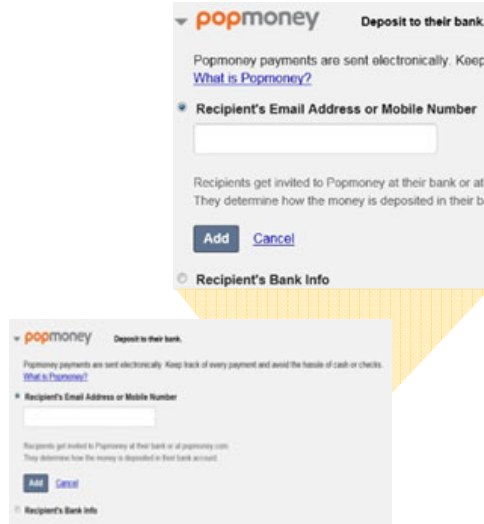 popmoney Deposit to their bank.
Popmoney payments are sent electronically. Keep
What is Popmoney?
Recipient's Email Address or Mobile Number
Recipients get invited to Popmoney at their bank or at
They determine how the money is deposited in their b
Add Cancel
Recipient's Bank Info
popmoney Deposit to their bank.
Popmoney payments are sent electronically. Keep track of every payment and avoid the hassle of cash or checks.
What is Popmoney?
Recipient's Email Address or Mobile Number
Recipients get invited to Popmoney at their bank or at popmoney.com.
They determine how the money is deposited in their bank account.
Add Cancel
Recipient's Bank Info